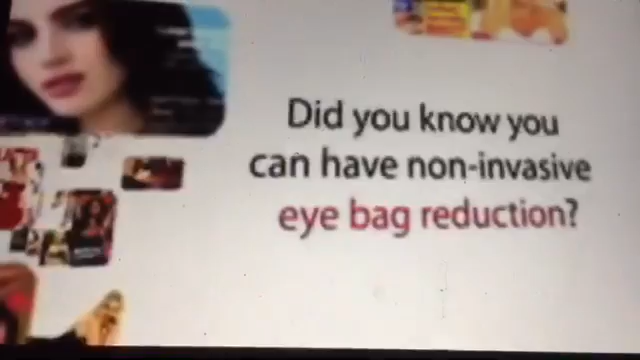 Did you know you
can have non-invasive
eye bag reduction?